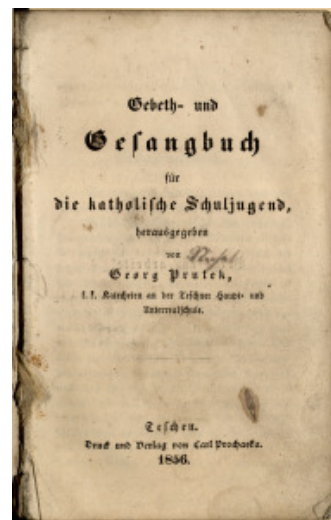 Gebeth- und
Gesangbuch
für
die katholische Schuljugend,
herausgegeben
von
Georg Prutek,
k. k. Katecheten an der Teschner Haupt- und
Unterrealschule.
Teschen.
Druck und Verlag von Carl Prochaska.
1856.